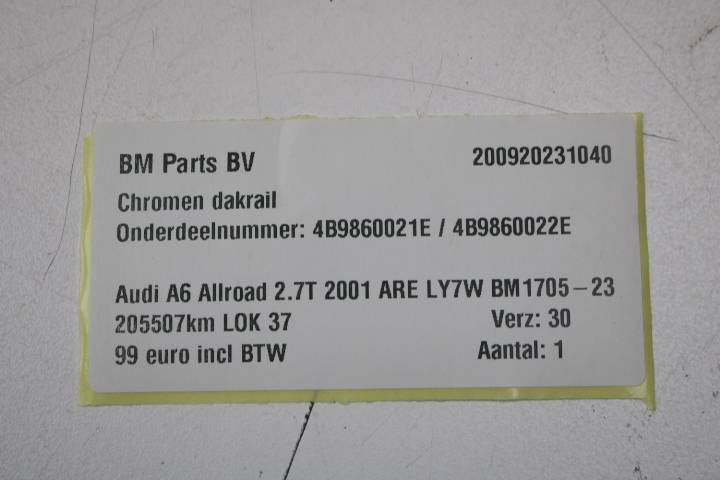 BM Parts BV 200920231040
Chromen dakrail
Onderdeelnummer: 4B9860021E / 4B9860022E
Audi A6 Allroad 2.7T 2001 ARE LY7W BM1705-23
205507km LOK 37 Verz: 30
99 euro incl BTW Aantal: 1